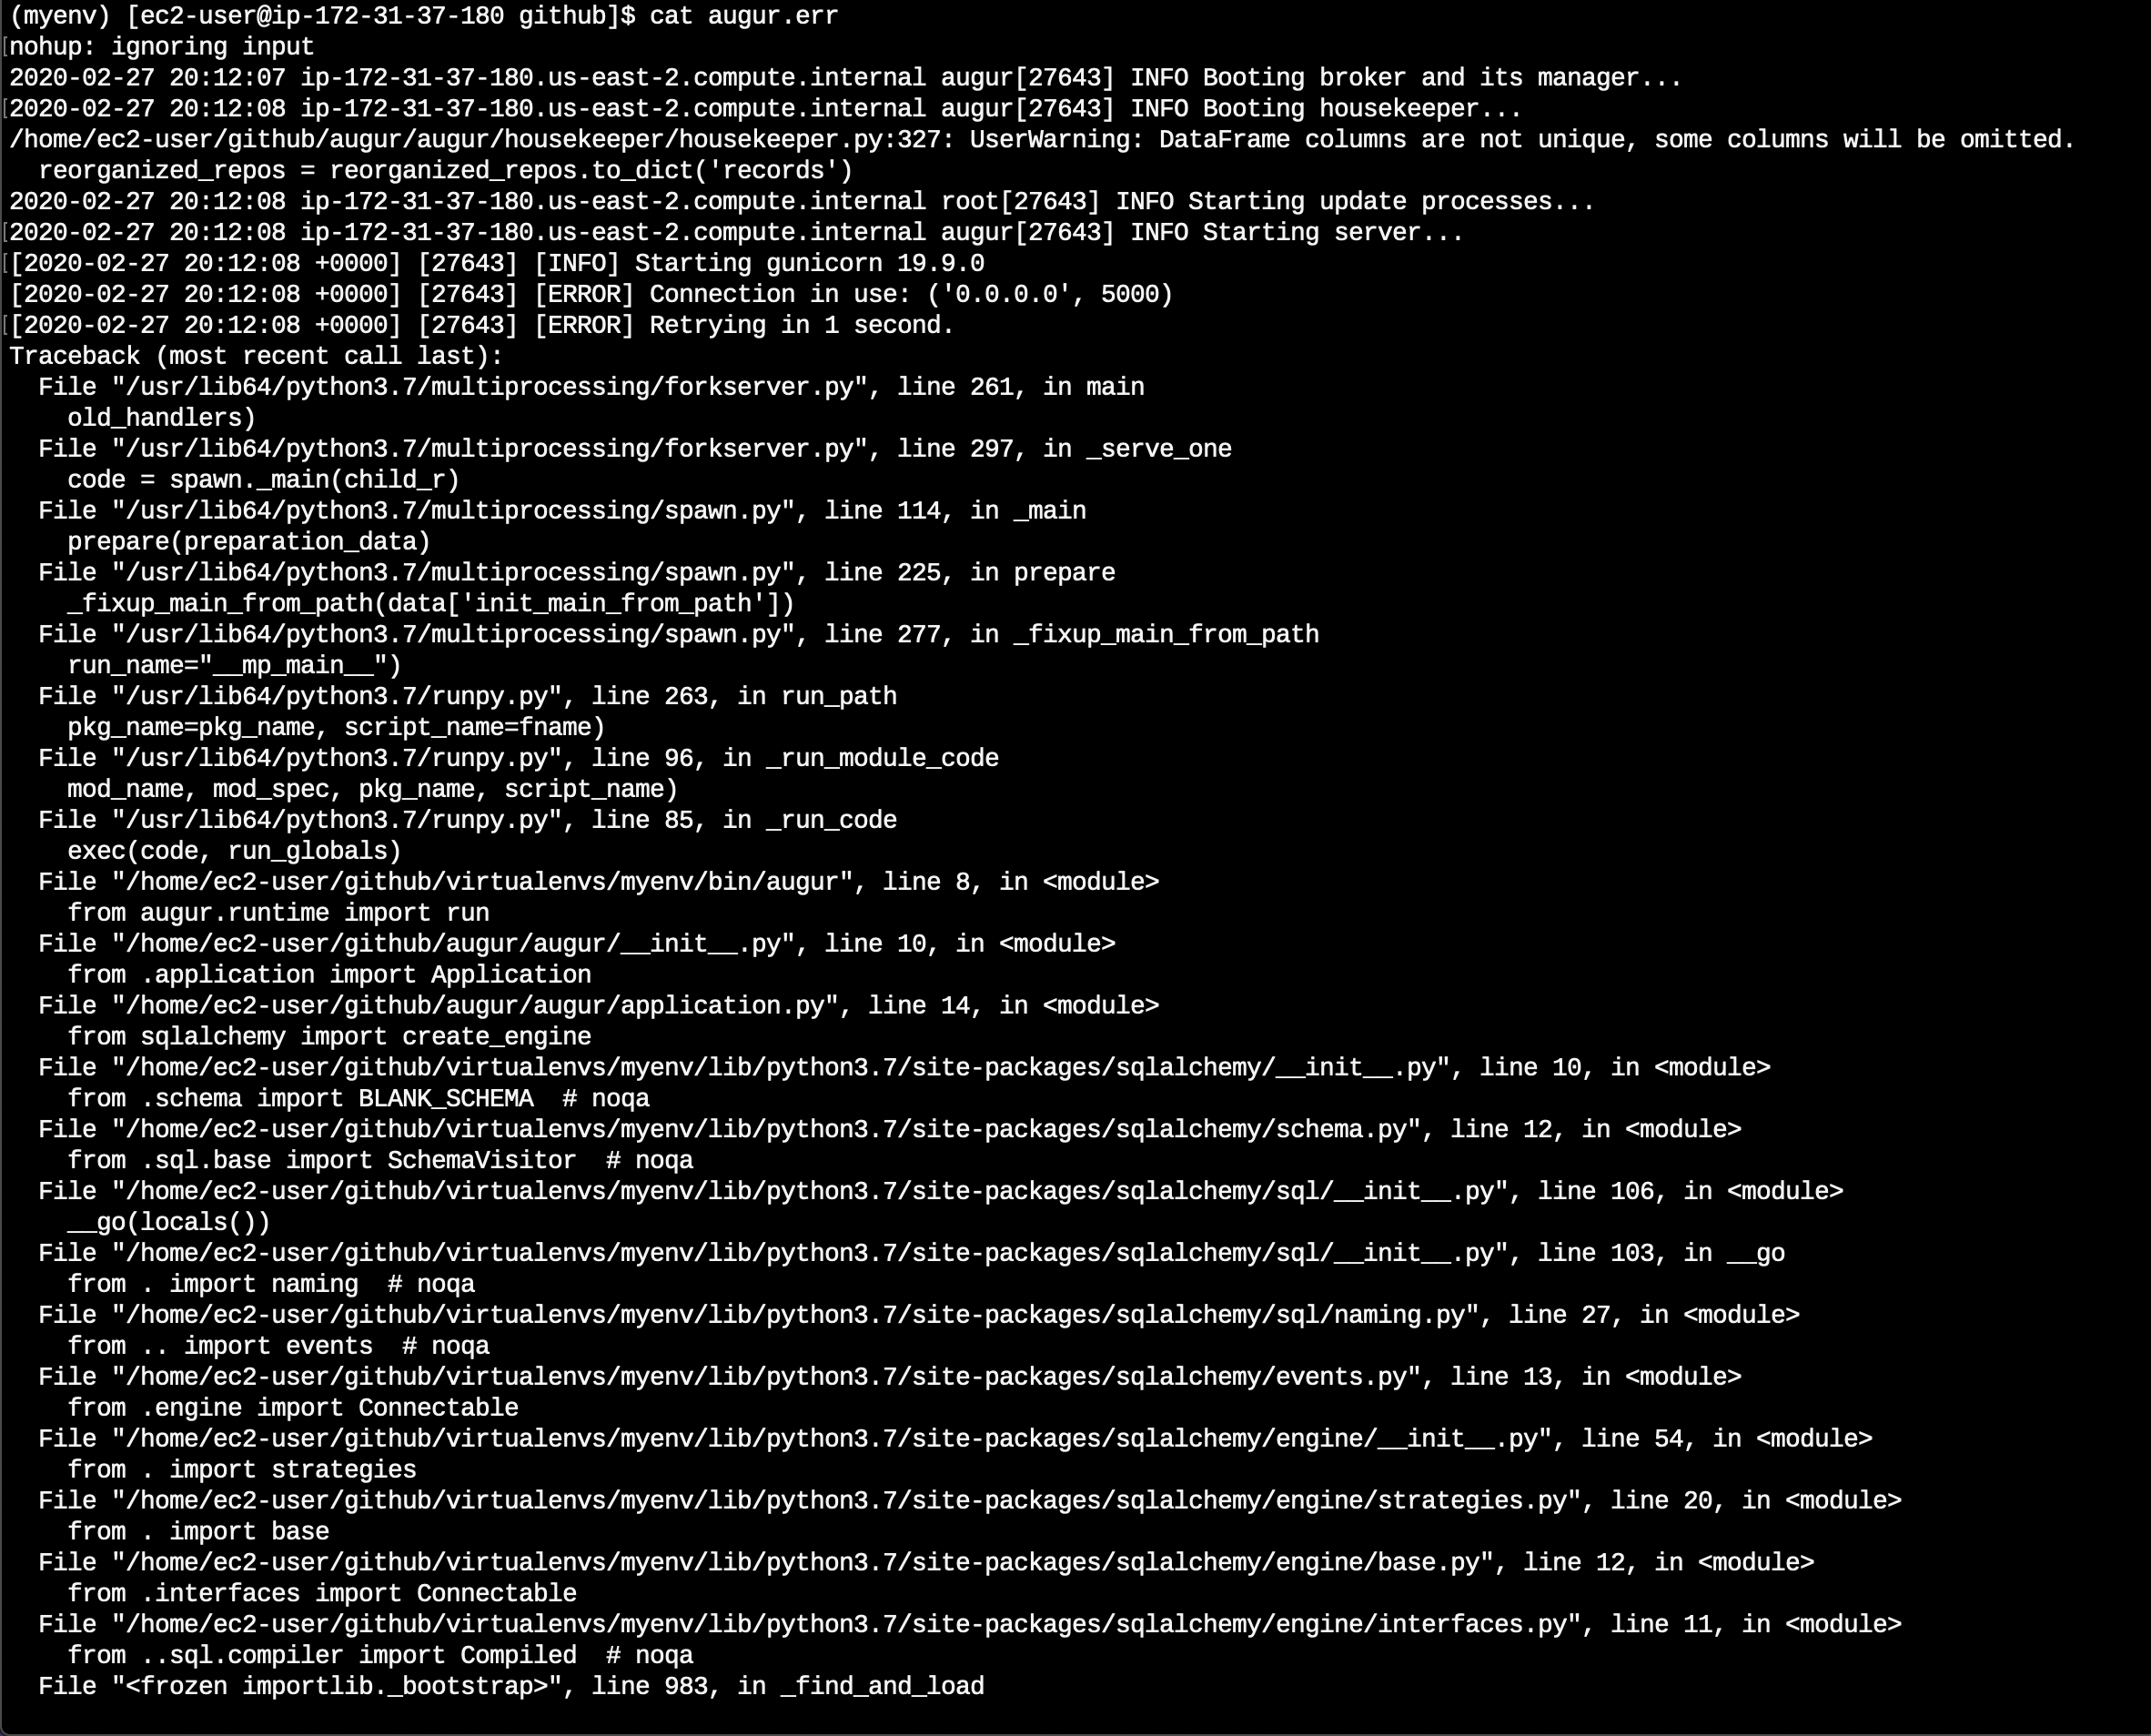 (myenv) [ec2-user@ip-172-31-37-180 github]$ cat augur.err
nohup: ignoring input
2020-02-27 20:12:07 ip-172-31-37-180.us-east-2.compute.internal augur[27643] INFO Booting broker and its manager...
2020-02-27 20:12:08 ip-172-31-37-180.us-east-2.compute.internal augur[27643] INFO Booting housekeeper...
/home/ec2-user/github/augur/augur/housekeeper/housekeeper.py:327: UserWarning: DataFrame columns are not unique, some columns will be omitted.
  reorganized_repos = reorganized_repos.to_dict('records')
2020-02-27 20:12:08 ip-172-31-37-180.us-east-2.compute.internal root[27643] INFO Starting update processes...
2020-02-27 20:12:08 ip-172-31-37-180.us-east-2.compute.internal augur[27643] INFO Starting server...
[2020-02-27 20:12:08 +0000] [27643] [INFO] Starting gunicorn 19.9.0
[2020-02-27 20:12:08 +0000] [27643] [ERROR] Connection in use: ('0.0.0.0', 5000)
[2020-02-27 20:12:08 +0000] [27643] [ERROR] Retrying in 1 second.
Traceback (most recent call last):
  File "/usr/lib64/python3.7/multiprocessing/forkserver.py", line 261, in main
    old_handlers)
  File "/usr/lib64/python3.7/multiprocessing/forkserver.py", line 297, in _serve_one
    code = spawn._main(child_r)
  File "/usr/lib64/python3.7/multiprocessing/spawn.py", line 114, in _main
    prepare(preparation_data)
  File "/usr/lib64/python3.7/multiprocessing/spawn.py", line 225, in prepare
    _fixup_main_from_path(data['init_main_from_path'])
  File "/usr/lib64/python3.7/multiprocessing/spawn.py", line 277, in _fixup_main_from_path
    run_name="__mp_main__")
  File "/usr/lib64/python3.7/runpy.py", line 263, in run_path
    pkg_name=pkg_name, script_name=fname)
  File "/usr/lib64/python3.7/runpy.py", line 96, in _run_module_code
    mod_name, mod_spec, pkg_name, script_name)
  File "/usr/lib64/python3.7/runpy.py", line 85, in _run_code
    exec(code, run_globals)
  File "/home/ec2-user/github/virtualenvs/myenv/bin/augur", line 8, in <module>
    from augur.runtime import run
  File "/home/ec2-user/github/augur/augur/__init__.py", line 10, in <module>
    from .application import Application
  File "/home/ec2-user/github/augur/augur/application.py", line 14, in <module>
    from sqlalchemy import create_engine
  File "/home/ec2-user/github/virtualenvs/myenv/lib/python3.7/site-packages/sqlalchemy/__init__.py", line 10, in <module>
    from .schema import BLANK_SCHEMA  # noqa
  File "/home/ec2-user/github/virtualenvs/myenv/lib/python3.7/site-packages/sqlalchemy/schema.py", line 12, in <module>
    from .sql.base import SchemaVisitor  # noqa
  File "/home/ec2-user/github/virtualenvs/myenv/lib/python3.7/site-packages/sqlalchemy/sql/__init__.py", line 106, in <module>
    __go(locals())
  File "/home/ec2-user/github/virtualenvs/myenv/lib/python3.7/site-packages/sqlalchemy/sql/__init__.py", line 103, in __go
    from . import naming  # noqa
  File "/home/ec2-user/github/virtualenvs/myenv/lib/python3.7/site-packages/sqlalchemy/sql/naming.py", line 27, in <module>
    from .. import events  # noqa
  File "/home/ec2-user/github/virtualenvs/myenv/lib/python3.7/site-packages/sqlalchemy/events.py", line 13, in <module>
    from .engine import Connectable
  File "/home/ec2-user/github/virtualenvs/myenv/lib/python3.7/site-packages/sqlalchemy/engine/__init__.py", line 54, in <module>
    from . import strategies
  File "/home/ec2-user/github/virtualenvs/myenv/lib/python3.7/site-packages/sqlalchemy/engine/strategies.py", line 20, in <module>
    from . import base
  File "/home/ec2-user/github/virtualenvs/myenv/lib/python3.7/site-packages/sqlalchemy/engine/base.py", line 12, in <module>
    from .interfaces import Connectable
  File "/home/ec2-user/github/virtualenvs/myenv/lib/python3.7/site-packages/sqlalchemy/engine/interfaces.py", line 11, in <module>
    from ..sql.compiler import Compiled  # noqa
  File "<frozen importlib._bootstrap>", line 983, in _find_and_load